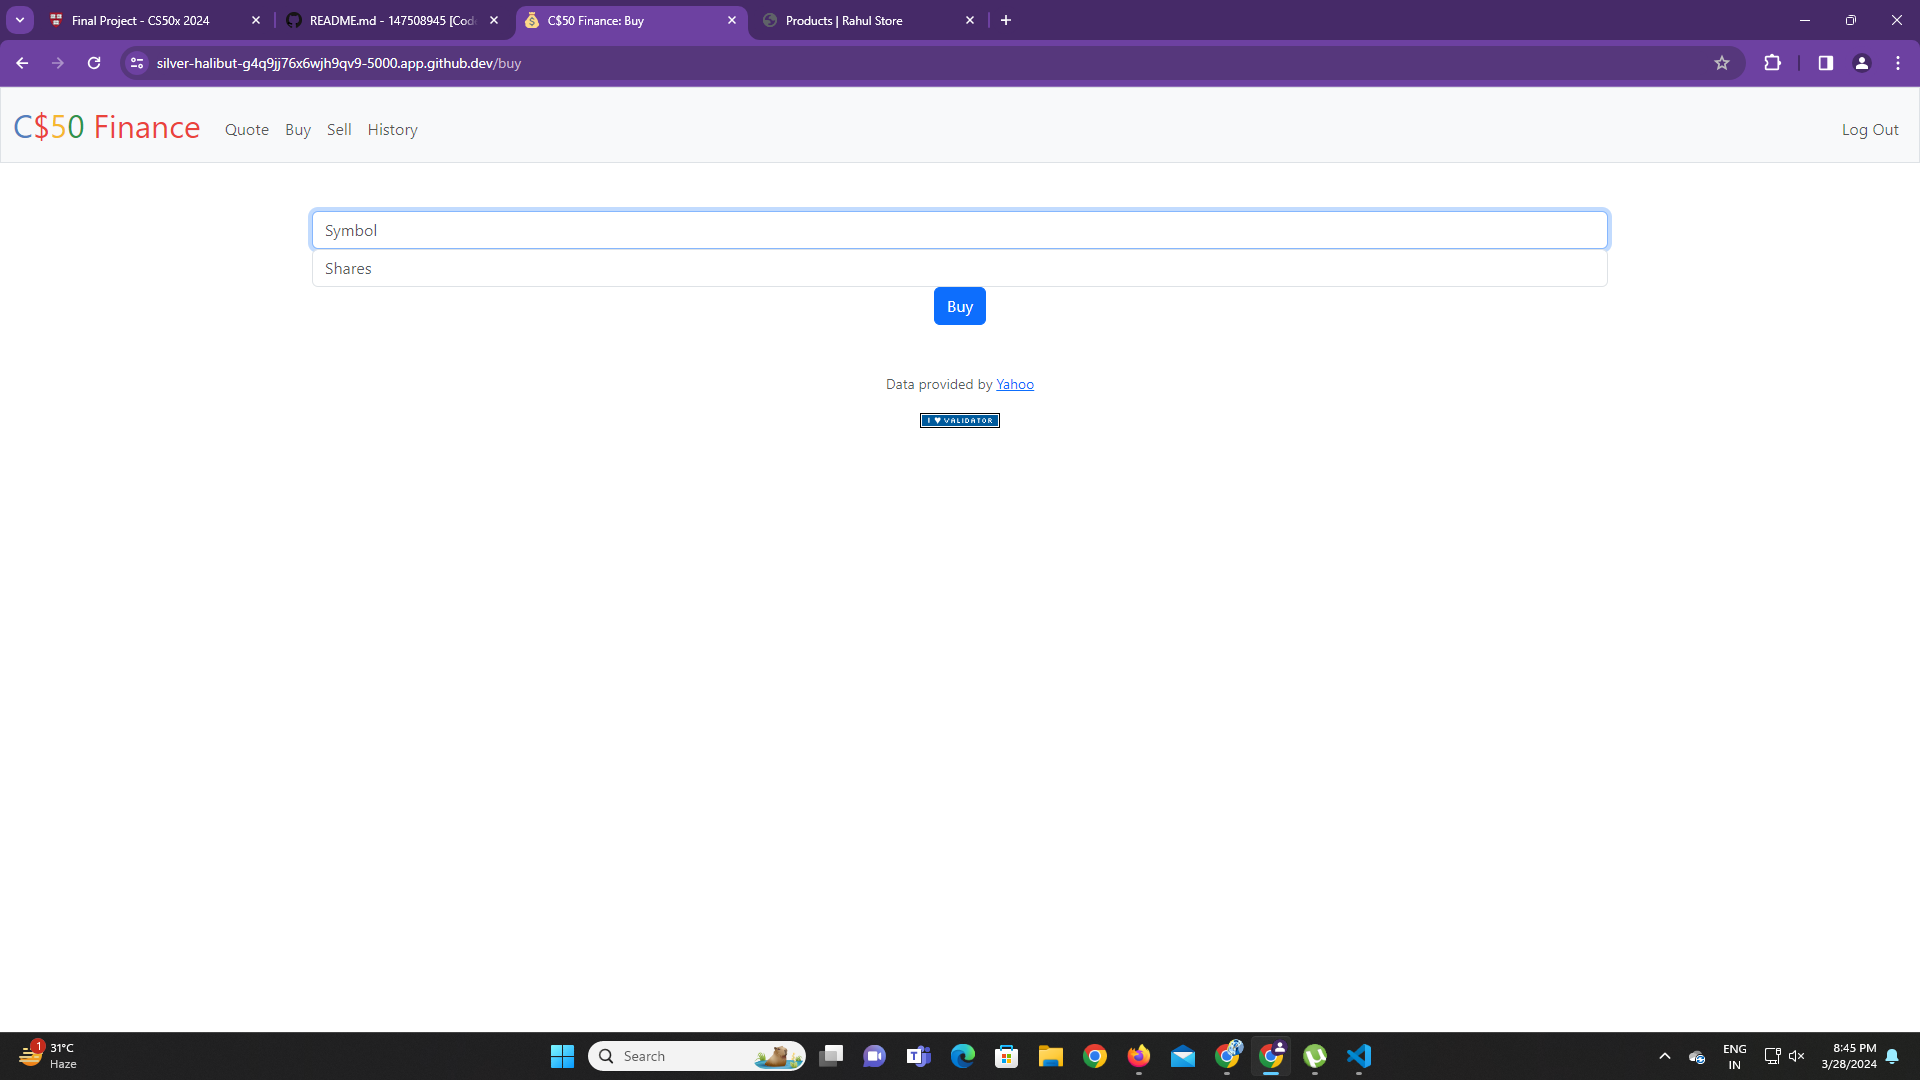 Final Project - CS50x 2024
README.md - 147508945 [Cod
C$50 Finance: Buy
Products | Rahul Store
silver-halibut-g4q9jj76x6wjh9qv9-5000.app.github.dev/buy
C$50 Finance
Quote
Buy
Sell
History
Log Out
Symbol
Shares
Buy
Data provided by Yahoo
I ♥ VALIDATOR
1
31°C
Haze
Search
ENG
IN
8:45 PM
3/28/2024